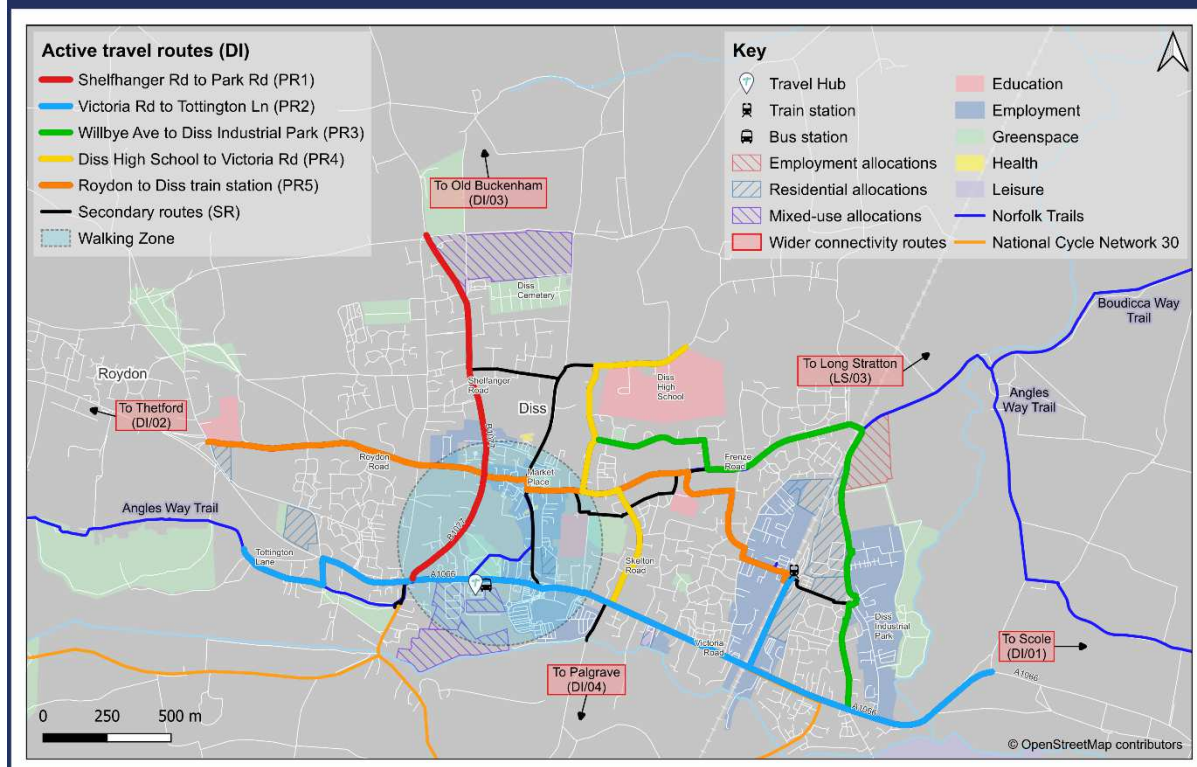 Active travel routes (DI)
Shelfhanger Rd to Park Rd (PR1)
Victoria Rd to Tottington Ln (PR2)
Willbye Ave to Diss Industrial Park (PR3)
Diss High School to Victoria Rd (PR4)
Roydon to Diss train station (PR5)
Secondary routes (SR)
Walking Zone
Key
Travel Hub
Train station
Bus station
Employment allocations
Residential allocations
Mixed-use allocations
Wider connectivity routes
Education
Employment
Greenspace
Health
Leisure
Norfolk Trails
National Cycle Network 30
To Old Buckenham
(DI/03)
Diss
Cemetery
Boudicca Way
Trail
Roydon
To Thetford
(DI/02)
Shelfanger
Road
Diss
Diss
High
School
To Long Stratton
(LS/03)
Angles
Way Trail
B1077
Roydon
Road
Market
Place
Frenze
Road
Angles Way Trail
Tottington
Lane
A1066
Skelton
Road
Victoria
Road
Diss
Industrial
Park
To Scole
(DI/01)
A1066
To Palgrave
(DI/04)
A1066
0 250 500 m
© OpenStreetMap contributors